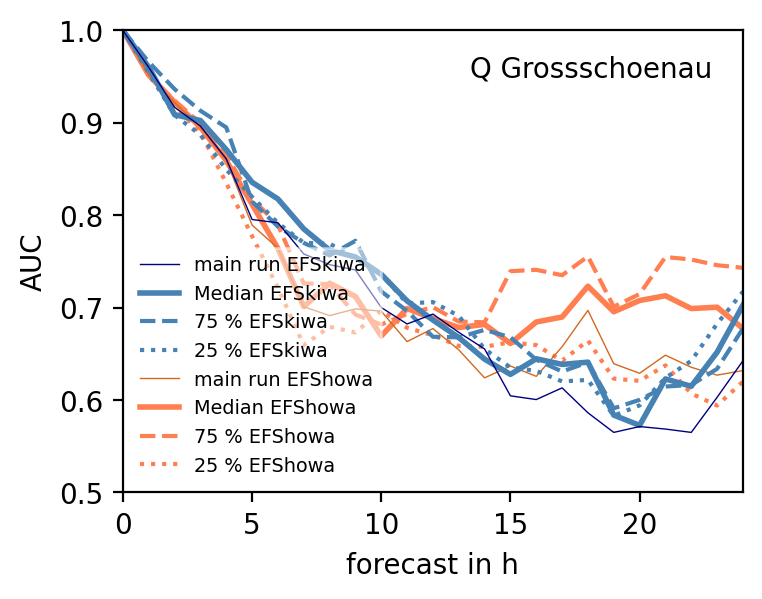 1.0
Q Grossschoenau
0.9
0.8
AUC
main run EFSkiwa
Median EFSkiwa
0.7
75 % EFSkiwa
25 % EFSkiwa
main run EFShowa
0.6
Median EFShowa
75 % EFShowa
25 % EFShowa
0.5
0 5 10 15 20
forecast in h